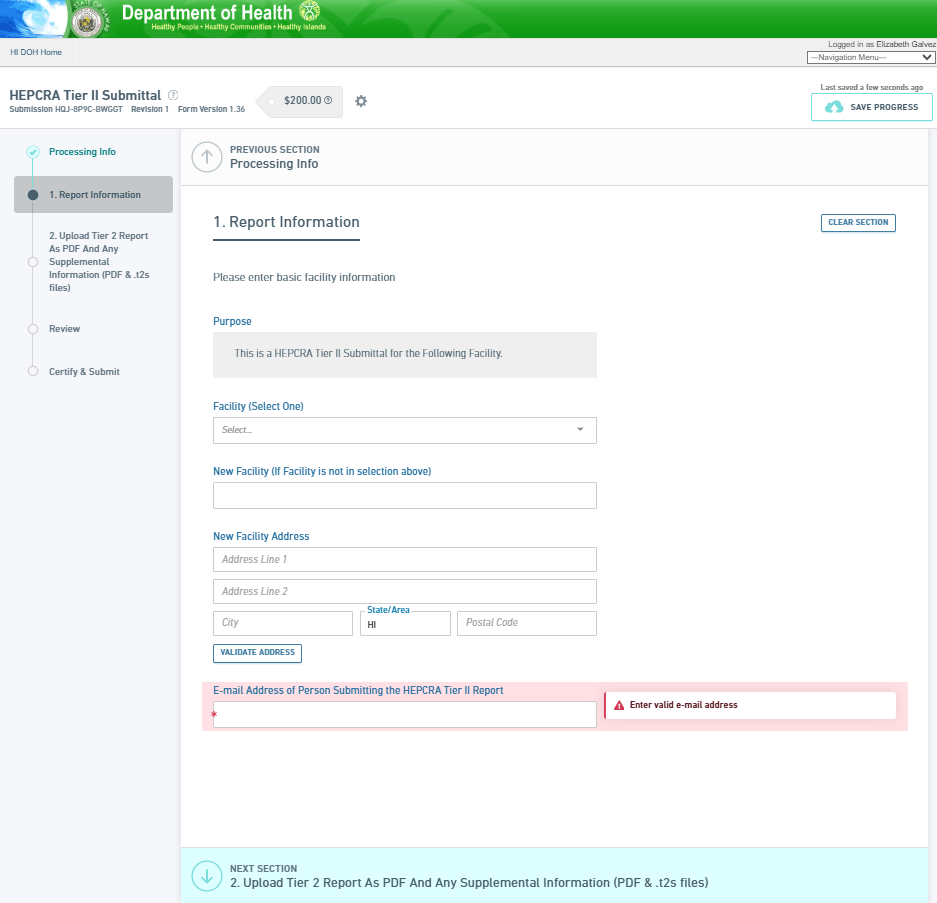 STATE OF HAWAII
Department of Health
Healthy People • Healthy Communities • Healthy Islands
HI DOH Home
Logged in as Elizabeth Galvez
---Navigation Menu---
HEPCRA Tier II Submittal
Submission HQJ-8P9C-BWGGT Revision 1 Form Version 1.36
$200.00
Last saved a few seconds ago
SAVE PROGRESS
Processing Info
1. Report Information
2. Upload Tier 2 Report
As PDF And Any
Supplemental
Information (PDF & .t2s
files)
Review
Certify & Submit
PREVIOUS SECTION
Processing Info
1. Report Information
CLEAR SECTION
Please enter basic facility information
Purpose
This is a HEPCRA Tier II Submittal for the Following Facility.
Facility (Select One)
Select...
New Facility (If Facility is not in selection above)
New Facility Address
Address Line 1
Address Line 2
City
State/Area
HI
Postal Code
VALIDATE ADDRESS
E-mail Address of Person Submitting the HEPCRA Tier II Report
*
Enter valid e-mail address
NEXT SECTION
2. Upload Tier 2 Report As PDF And Any Supplemental Information (PDF & .t2s files)